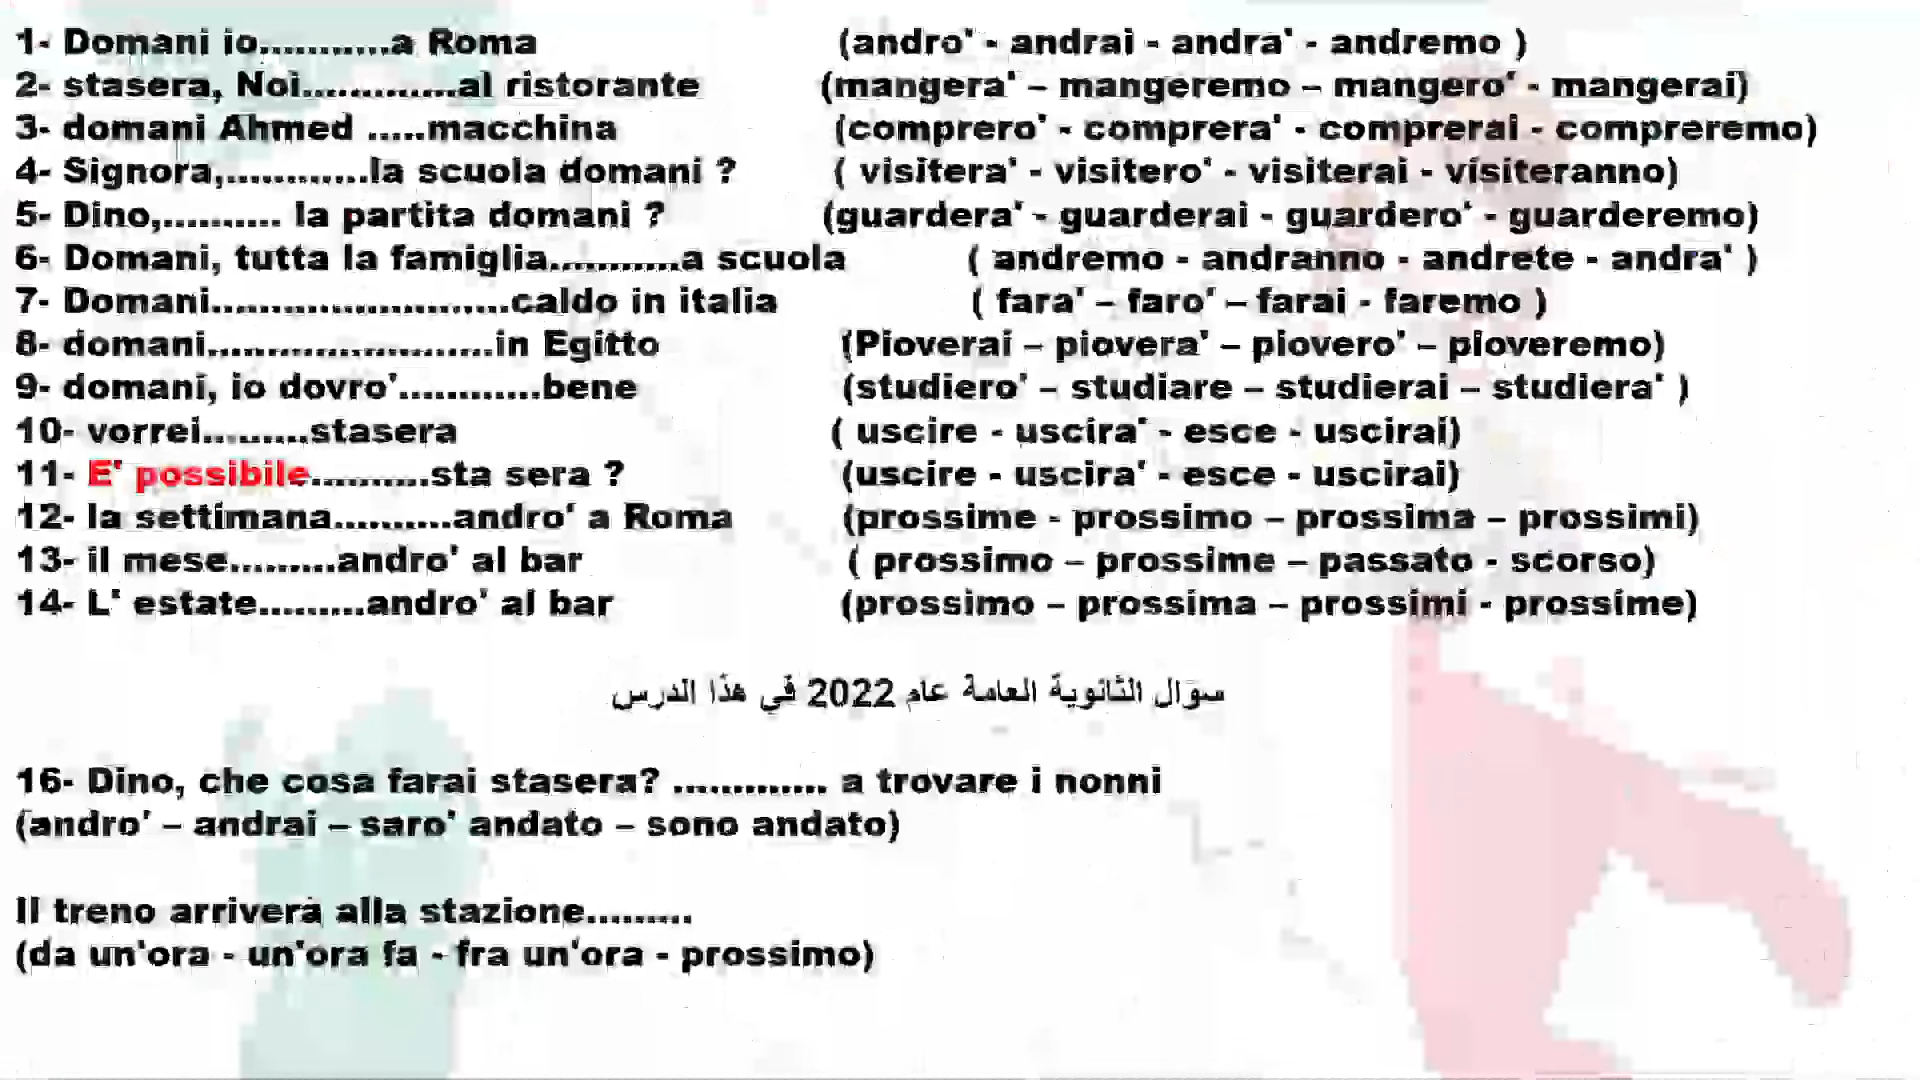 1- Domani io...........a Roma (andro' - andrai - andra' - andremo )
2- stasera, Noi.............al ristorante (mangera' – mangeremo – mangero' - mangerai)
3- domani Ahmed .....macchina (comprero' - comprera' - comprerai - compreremo)
4- Signora,............la scuola domani ? ( visitera' - visitero' - visiterai - visiteranno)
5- Dino,.......... la partita domani ? (guardera' - guarderai - guardero' - guarderemo)
6- Domani, tutta la famiglia...........a scuola ( andremo - andranno - andrete - andra' )
7- Domani.........................caldo in italia ( fara' – faro' – farai - faremo )
8- domani........................in Egitto (Pioverai – piovera' – piovero' – pioveremo)
9- domani, io dovro'............bene (studiero' – studiare – studierai – studiera' )
10- vorrei.........stasera ( uscire - uscira' - esce - uscirai)
11- E' possibile..........sta sera ? (uscire - uscira' - esce - uscirai)
12- la settimana..........andro' a Roma (prossime - prossimo – prossima – prossimi)
13- il mese.........andro' al bar ( prossimo – prossime – passato - scorso)
14- L' estate.........andro' al bar (prossimo – prossima – prossimi - prossime)
سؤال الثانوية العامة عام 2022 في هذا الدرس
16- Dino, che cosa farai stasera? ............. a trovare i nonni
(andro' – andrai – saro' andato – sono andato)
Il treno arriverà alla stazione.........
(da un'ora - un'ora fa - fra un'ora - prossimo)